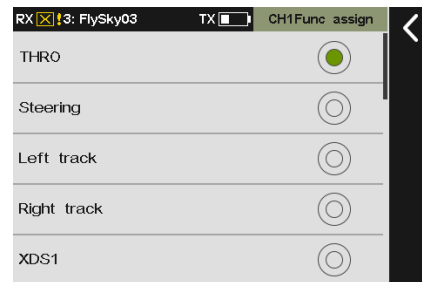 RX !3: FlySky03 TX CH1Func assign
THRO
Steering
Left track
Right track
XDS1